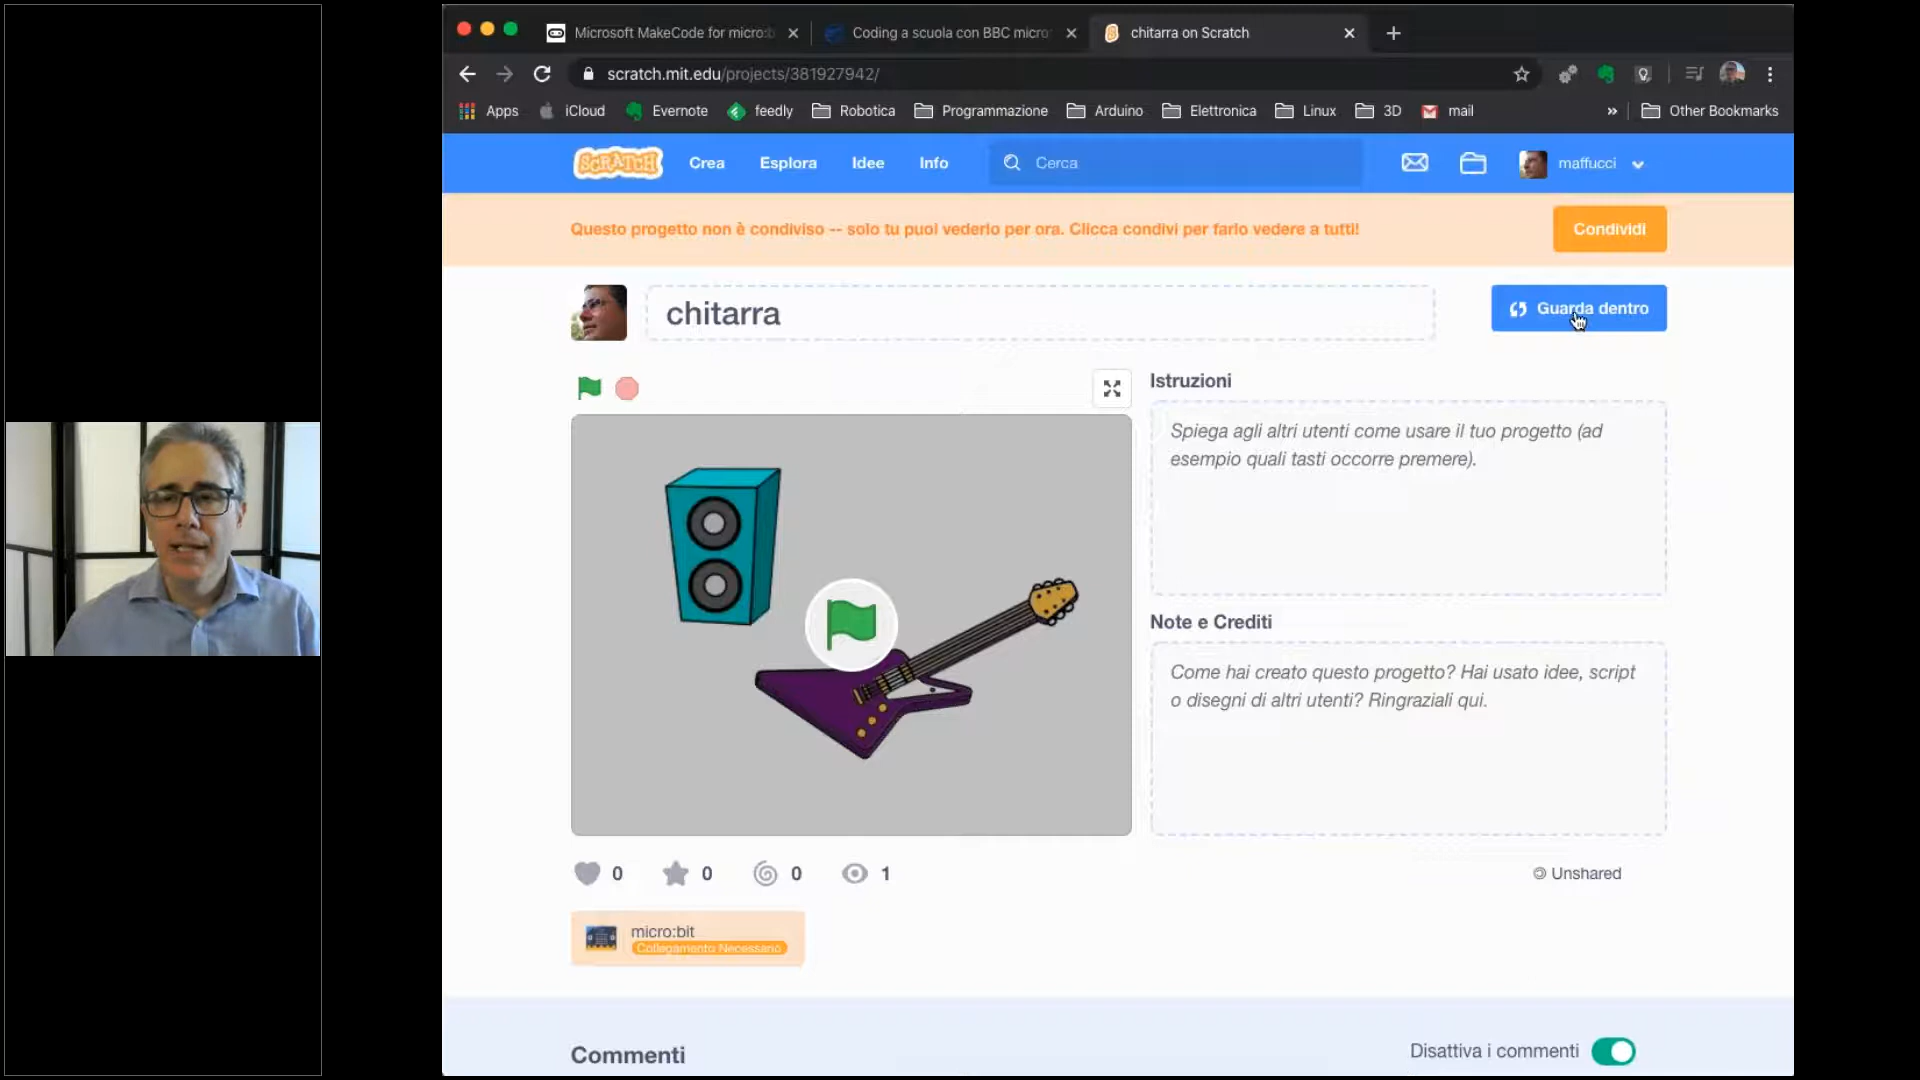 Microsoft MakeCode for micro:b
Coding a scuola con BBC micro
chitarra on Scratch
scratch.mit.edu/projects/381927942/
Apps iCloud Evernote feedly Robotica Programmazione Arduino Elettronica Linux 3D mail » Other Bookmarks
SCRATCH Crea Esplora Idee Info Cerca maffucci
Questo progetto non è condiviso -- solo tu puoi vederlo per ora. Clicca condivi per farlo vedere a tutti!
Condividi
chitarra
Guarda dentro
Istruzioni
Spiega agli altri utenti come usare il tuo progetto (ad
esempio quali tasti occorre premere).
Note e Crediti
Come hai creato questo progetto? Hai usato idee, script
o disegni di altri utenti? Ringraziali qui.
0 0 0 1
Unshared
micro:bit
Collegamento Necessario
Commenti
Disattiva i commenti